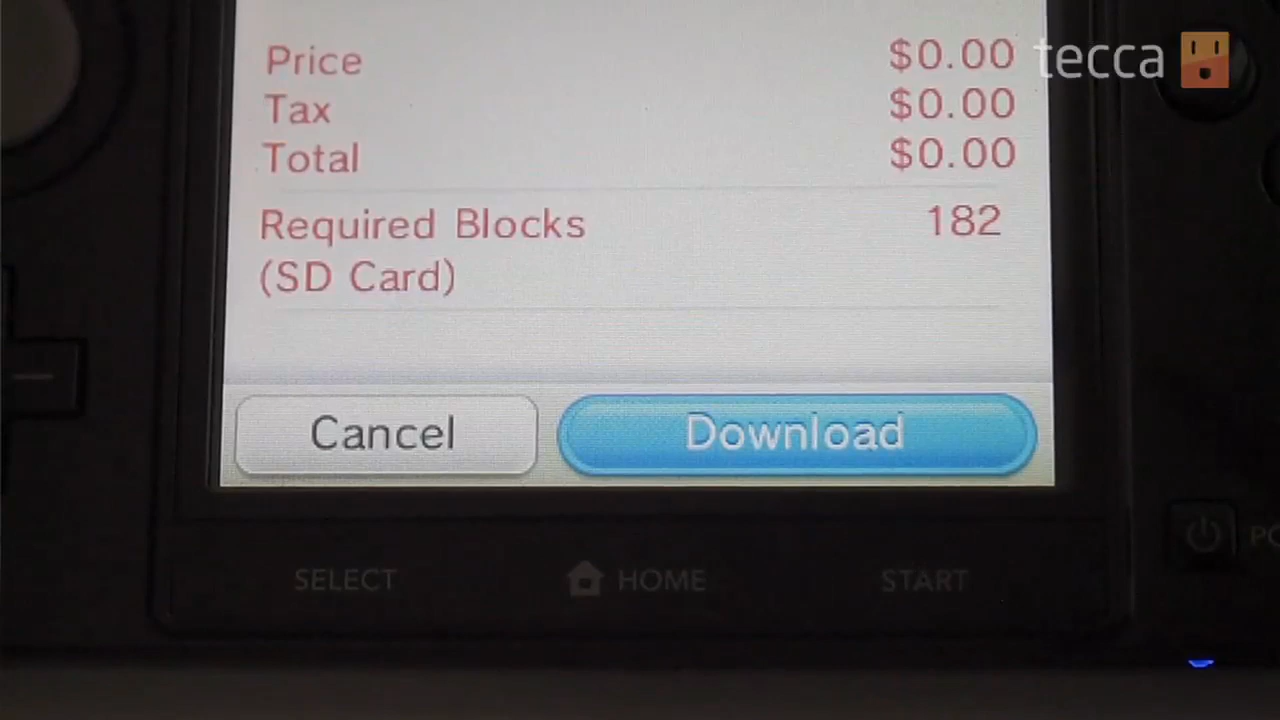 tecca
Price $0.00
Tax $0.00
Total $0.00
Required Blocks 182
(SD Card)
Cancel Download
SELECT HOME START